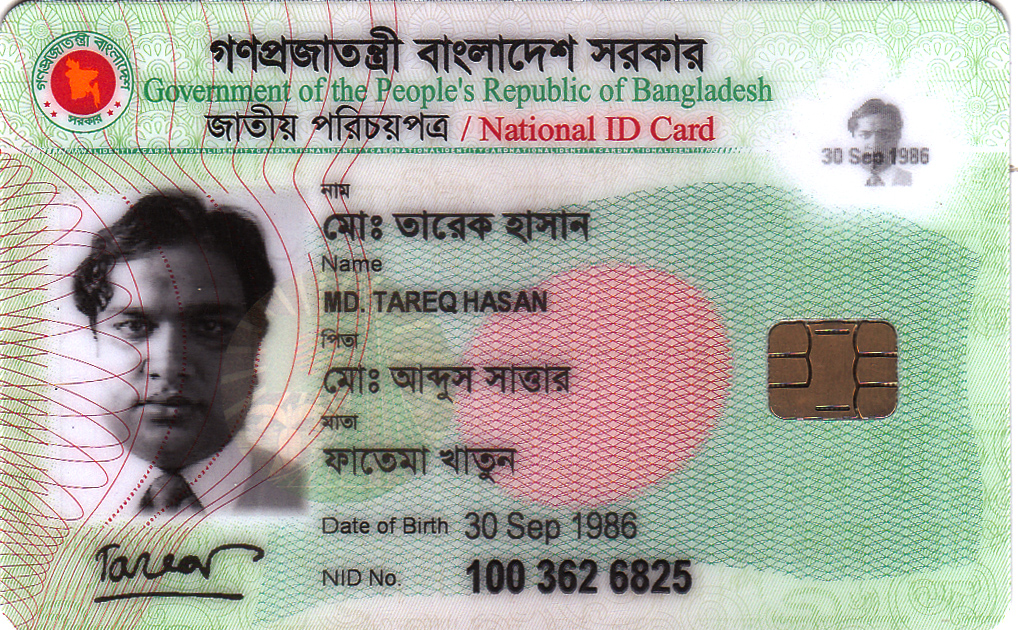 গণপ্রজাতন্ত্রী বাংলাদেশ সরকার
গণপ্রজাতন্ত্রী বাংলাদেশ
সরকার
Government of the People's Republic of Bangladesh
জাতীয় পরিচয়পত্র / National ID Card
30 Sep 1986
নাম
মোঃ তারেক হাসান
Name
MD. TAREQ HASAN
পিতা
মোঃ আব্দুস সাত্তার
মাতা
ফাতেমা খাতুন
Date of Birth 30 Sep 1986
Tareq
NID No. 100 362 6825